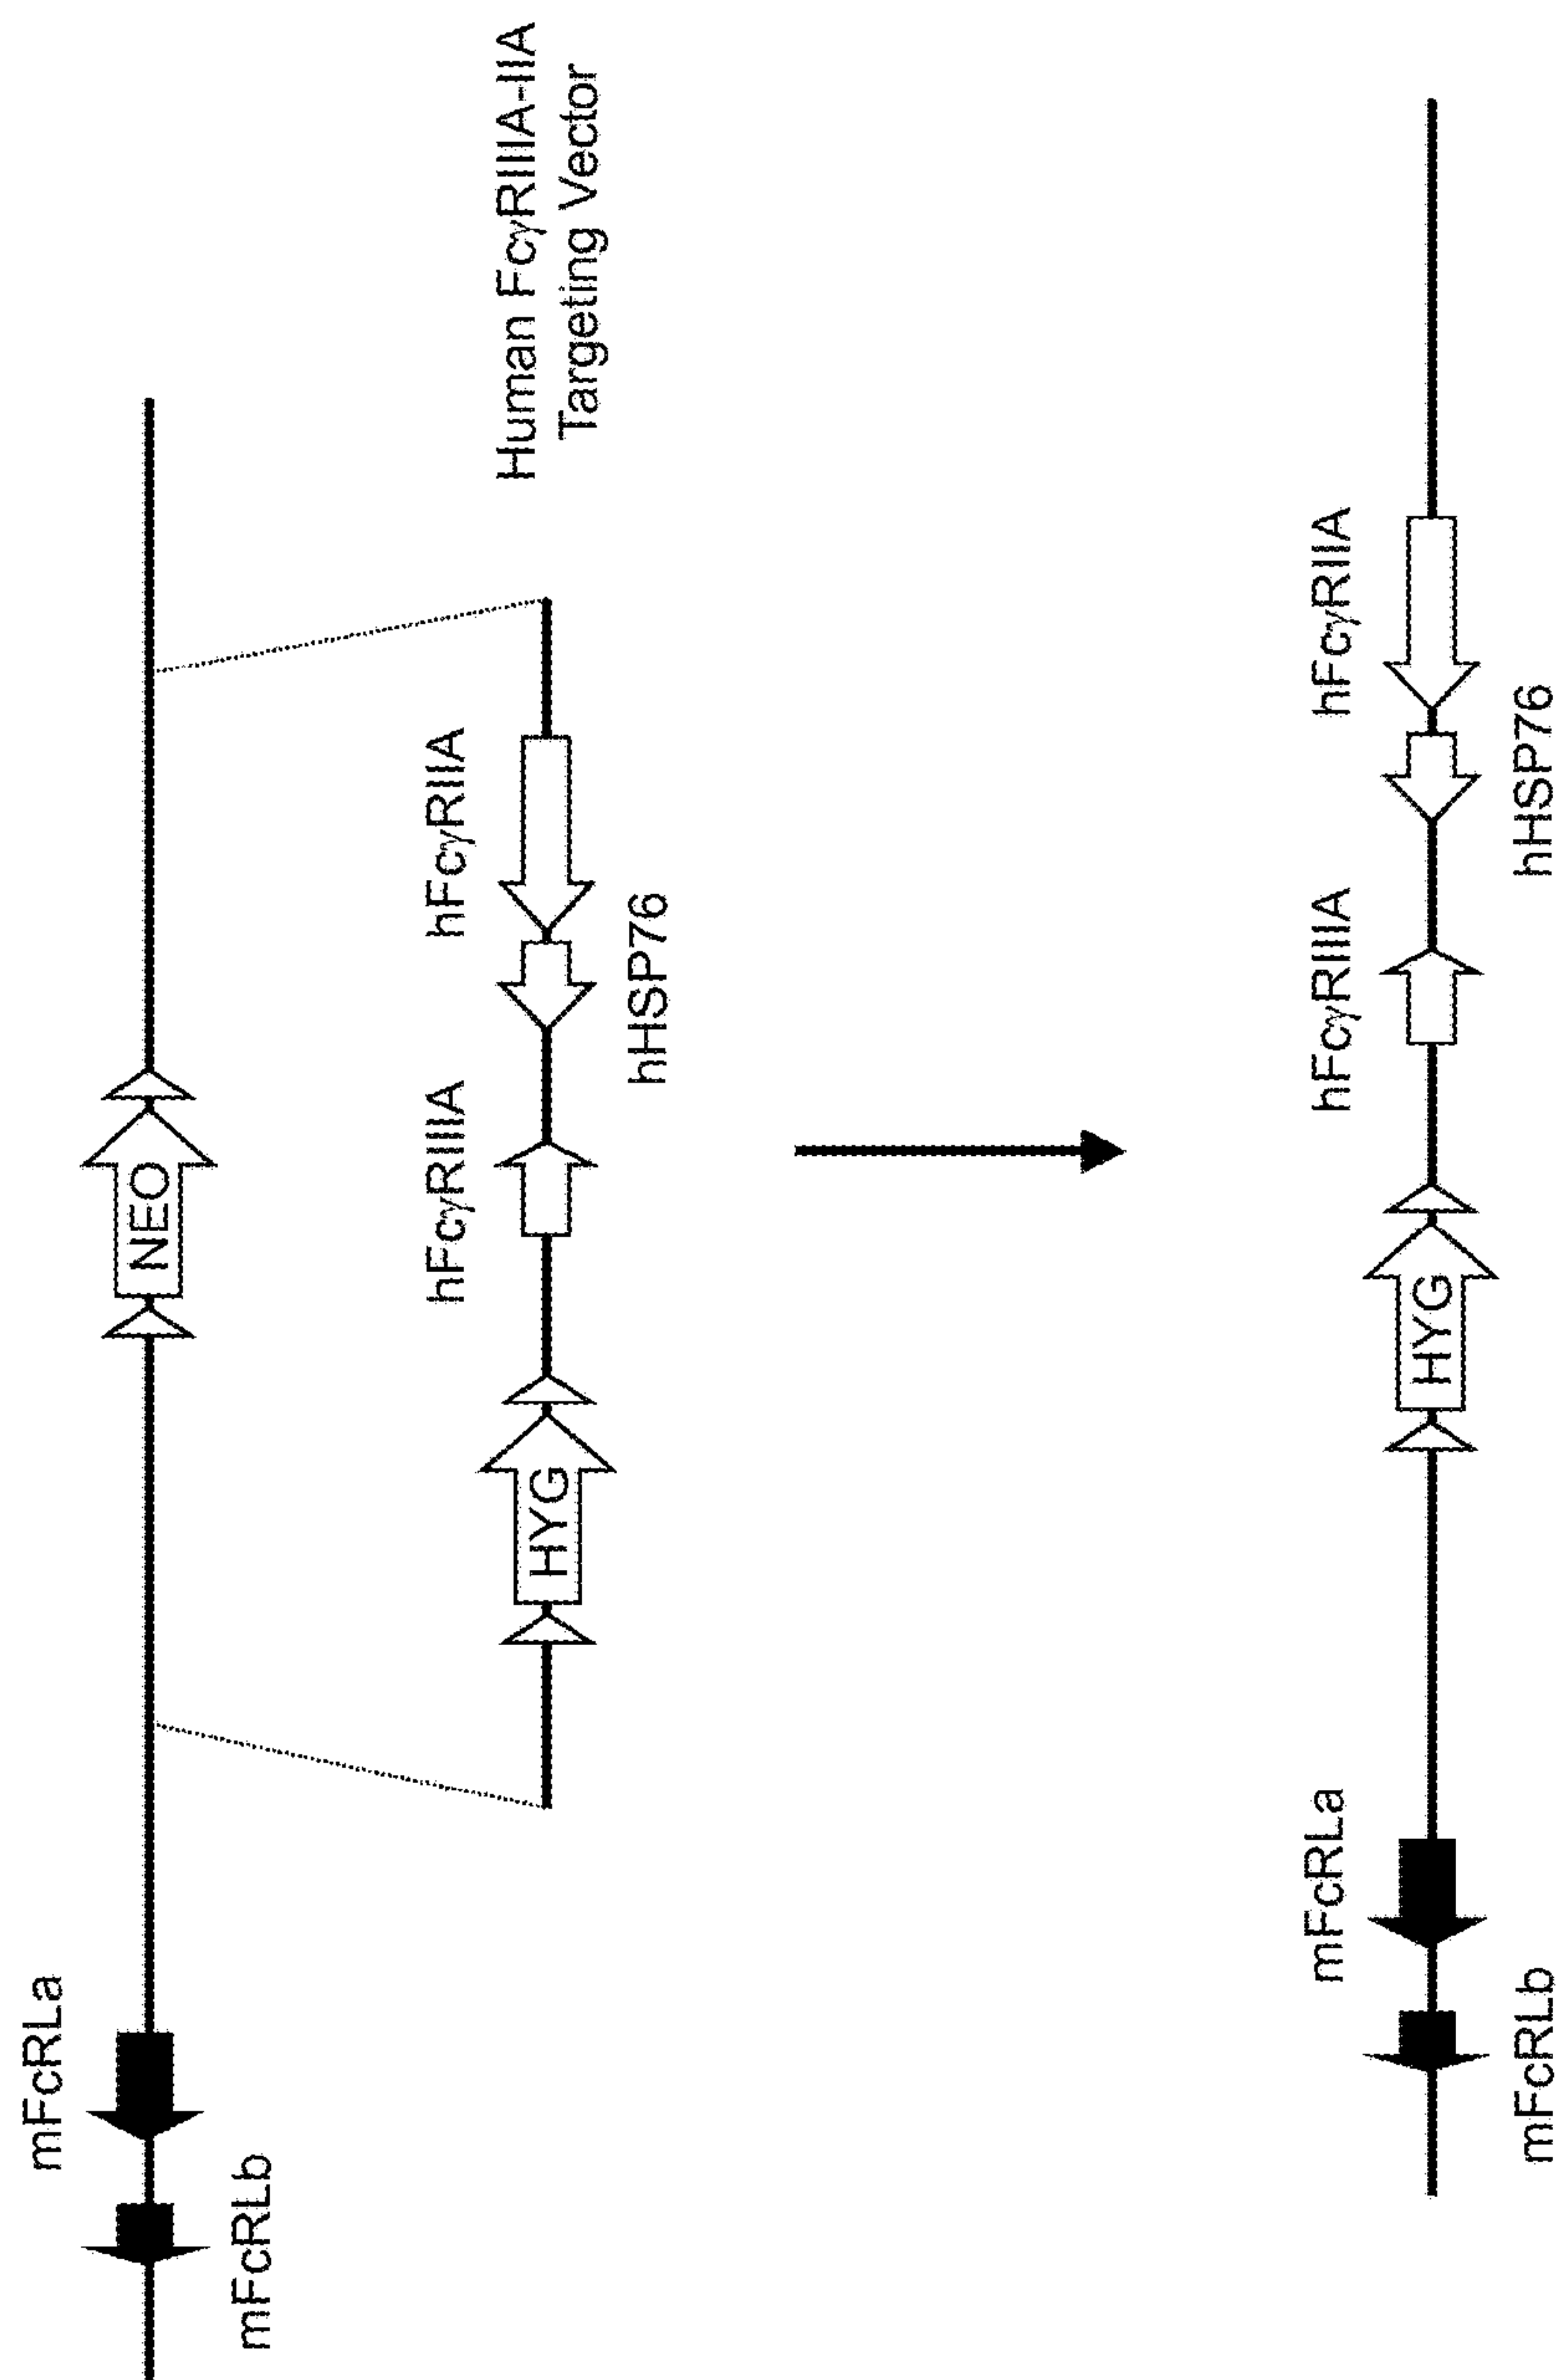 mFcRLa
mFcRLb
NEO
Human FcγRIIIA-IIA
Targeting Vector
HYG
hFcγRIIIA
hFcγRIIA
hHSP76
mFcRLa
mFcRLb
HYG
hFcγRIIIA
hFcγRIIA
hHSP76